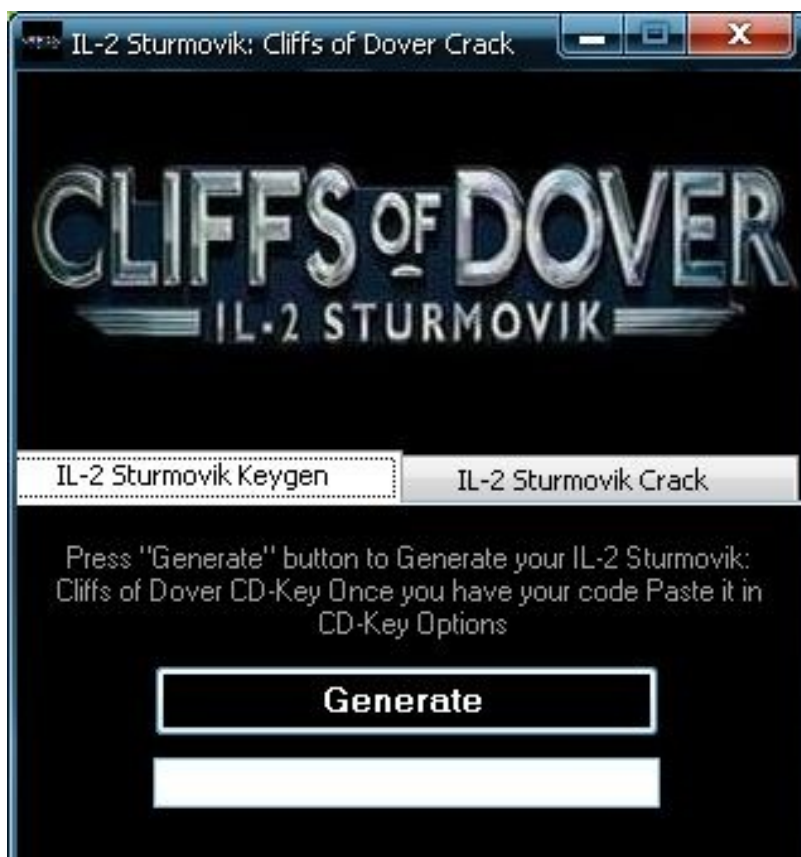 IL-2 Sturmovik: Cliffs of Dover Crack
CLIFFS OF DOVER
IL-2 STURMOVIK
IL-2 Sturmovik Keygen
IL-2 Sturmovik Crack
Press "Generate" button to Generate your IL-2 Sturmovik:
Cliffs of Dover CD-Key Once you have your code Paste it in
CD-Key Options
Generate